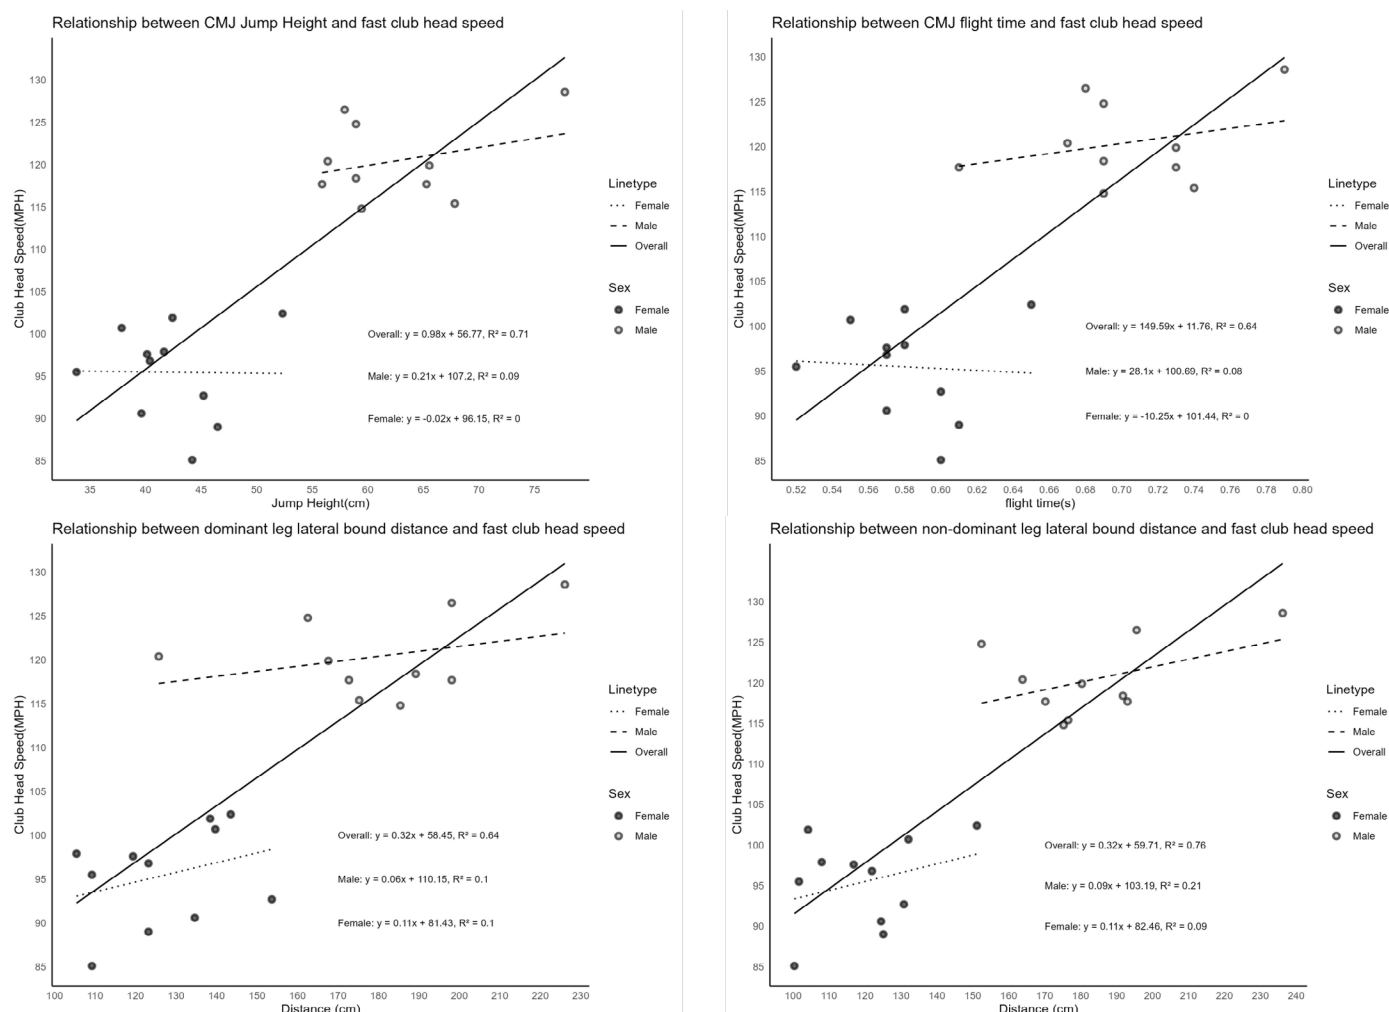 Relationship between CMJ Jump Height and fast club head speed
130
125
120
115
110
105
100
95
90
85
Club Head Speed(MPH)
35 40 45 50 55 60 65 70 75
Jump Height(cm)
Overall: y = 0.98x + 56.77, R² = 0.71
Male: y = 0.21x + 107.2, R² = 0.09
Female: y = -0.02x + 96.15, R² = 0
Linetype
Female
Male
Overall
Sex
Female
Male
Relationship between CMJ flight time and fast club head speed
130
125
120
115
110
105
100
95
90
85
Club Head Speed(MPH)
0.52 0.54 0.56 0.58 0.60 0.62 0.64 0.66 0.68 0.70 0.72 0.74 0.76 0.78 0.80
flight time(s)
Overall: y = 149.59x + 11.76, R² = 0.64
Male: y = 28.1x + 100.69, R² = 0.08
Female: y = -10.25x + 101.44, R² = 0
Linetype
Female
Male
Overall
Sex
Female
Male
Relationship between dominant leg lateral bound distance and fast club head speed
130
125
120
115
110
105
100
95
90
85
Club Head Speed(MPH)
100 110 120 130 140 150 160 170 180 190 200 210 220 230
Distance (cm)
Overall: y = 0.32x + 58.45, R² = 0.64
Male: y = 0.06x + 110.15, R² = 0.1
Female: y = 0.11x + 81.43, R² = 0.1
Linetype
Female
Male
Overall
Sex
Female
Male
Relationship between non-dominant leg lateral bound distance and fast club head speed
130
125
120
115
110
105
100
95
90
85
Club Head Speed(MPH)
100 110 120 130 140 150 160 170 180 190 200 210 220 230 240
Distance (cm)
Overall: y = 0.32x + 59.71, R² = 0.76
Male: y = 0.09x + 103.19, R² = 0.21
Female: y = 0.11x + 82.46, R² = 0.09
Linetype
Female
Male
Overall
Sex
Female
Male